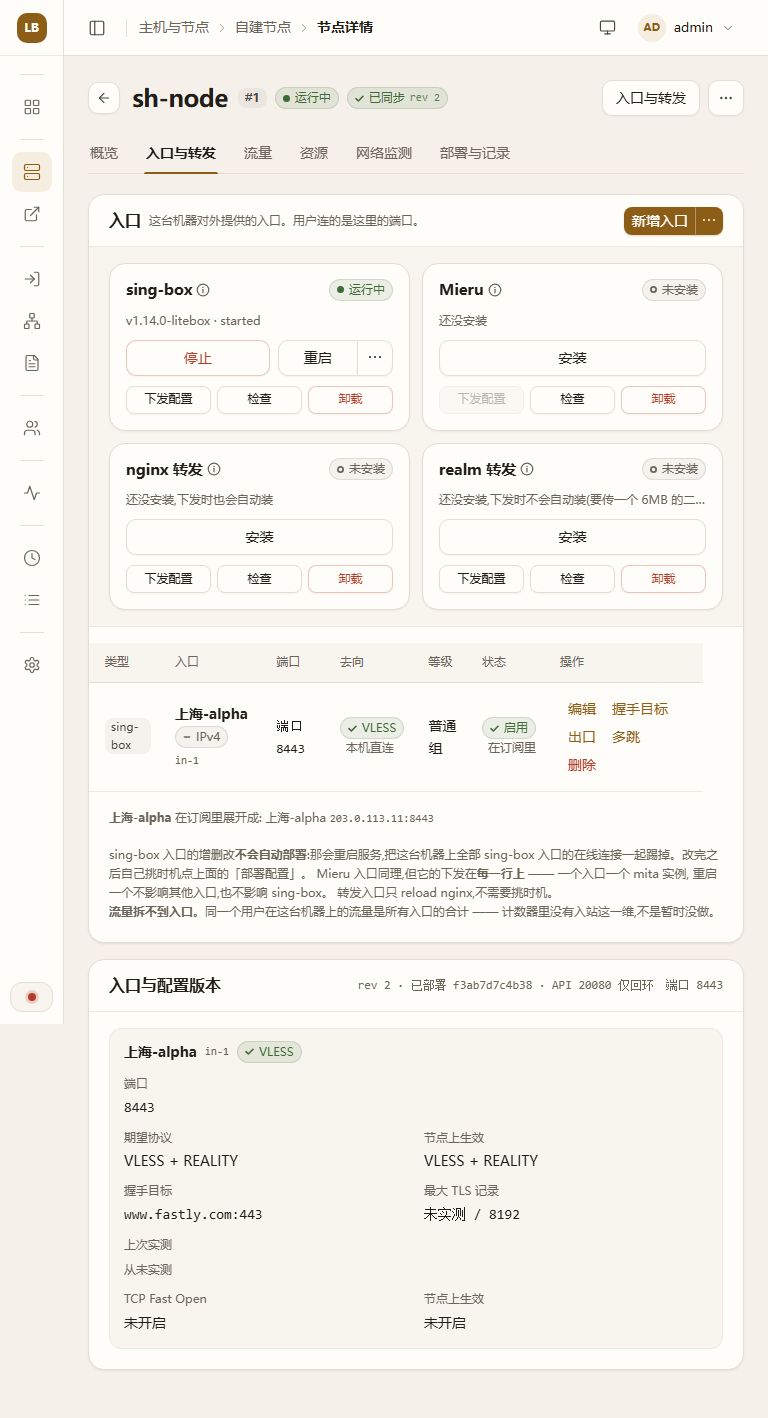 LB
主机与节点 > 自建节点 > 节点详情
AD admin
sh-node #1 运行中 已同步 rev 2
入口与转发 ···
概览 入口与转发 流量 资源 网络监测 部署与记录
入口 这台机器对外提供的入口。用户连的是这里的端口。
新增入口 ···
sing-box 运行中
v1.14.0-litebox · started
停止 重启 ···
下发配置 检查 卸载
Mieru 未安装
还没安装
安装
下发配置 检查 卸载
nginx 转发 未安装
还没安装,下发时也会自动装
安装
下发配置 检查 卸载
realm 转发 未安装
还没安装,下发时不会自动装(要传一个 6MB 的二...
安装
下发配置 检查 卸载
类型 入口 端口 去向 等级 状态 操作
sing-box
上海-alpha
IPv4
in-1
端口
8443
VLESS
本机直连
普通组
启用
在订阅里
编辑 握手目标
出口 多跳
删除
上海-alpha 在订阅里展开成: 上海-alpha 203.0.113.11:8443
sing-box 入口的增删改不会自动部署:那会重启服务,把这台机器上全部 sing-box 入口的在线连接一起踢掉。改完之
后自己挑时机点上面的「部署配置」。 Mieru 入口同理,但它的下发在每一行上 —— 一个入口一个 mita 实例, 重启
一个不影响其他入口,也不影响 sing-box。 转发入口只 reload nginx,不需要挑时机。
流量拆不到入口。同一个用户在这台机器上的流量是所有入口的合计 —— 计数器里没有入站这一维,不是暂时没做。
入口与配置版本
rev 2 · 已部署 f3ab7d7c4b38 · API 20080 仅回环 端口 8443
上海-alpha in-1 VLESS
端口
8443
期望协议 节点上生效
VLESS + REALITY VLESS + REALITY
握手目标 最大 TLS 记录
www.fastly.com:443 未实测 / 8192
上次实测
从未实测
TCP Fast Open 节点上生效
未开启 未开启